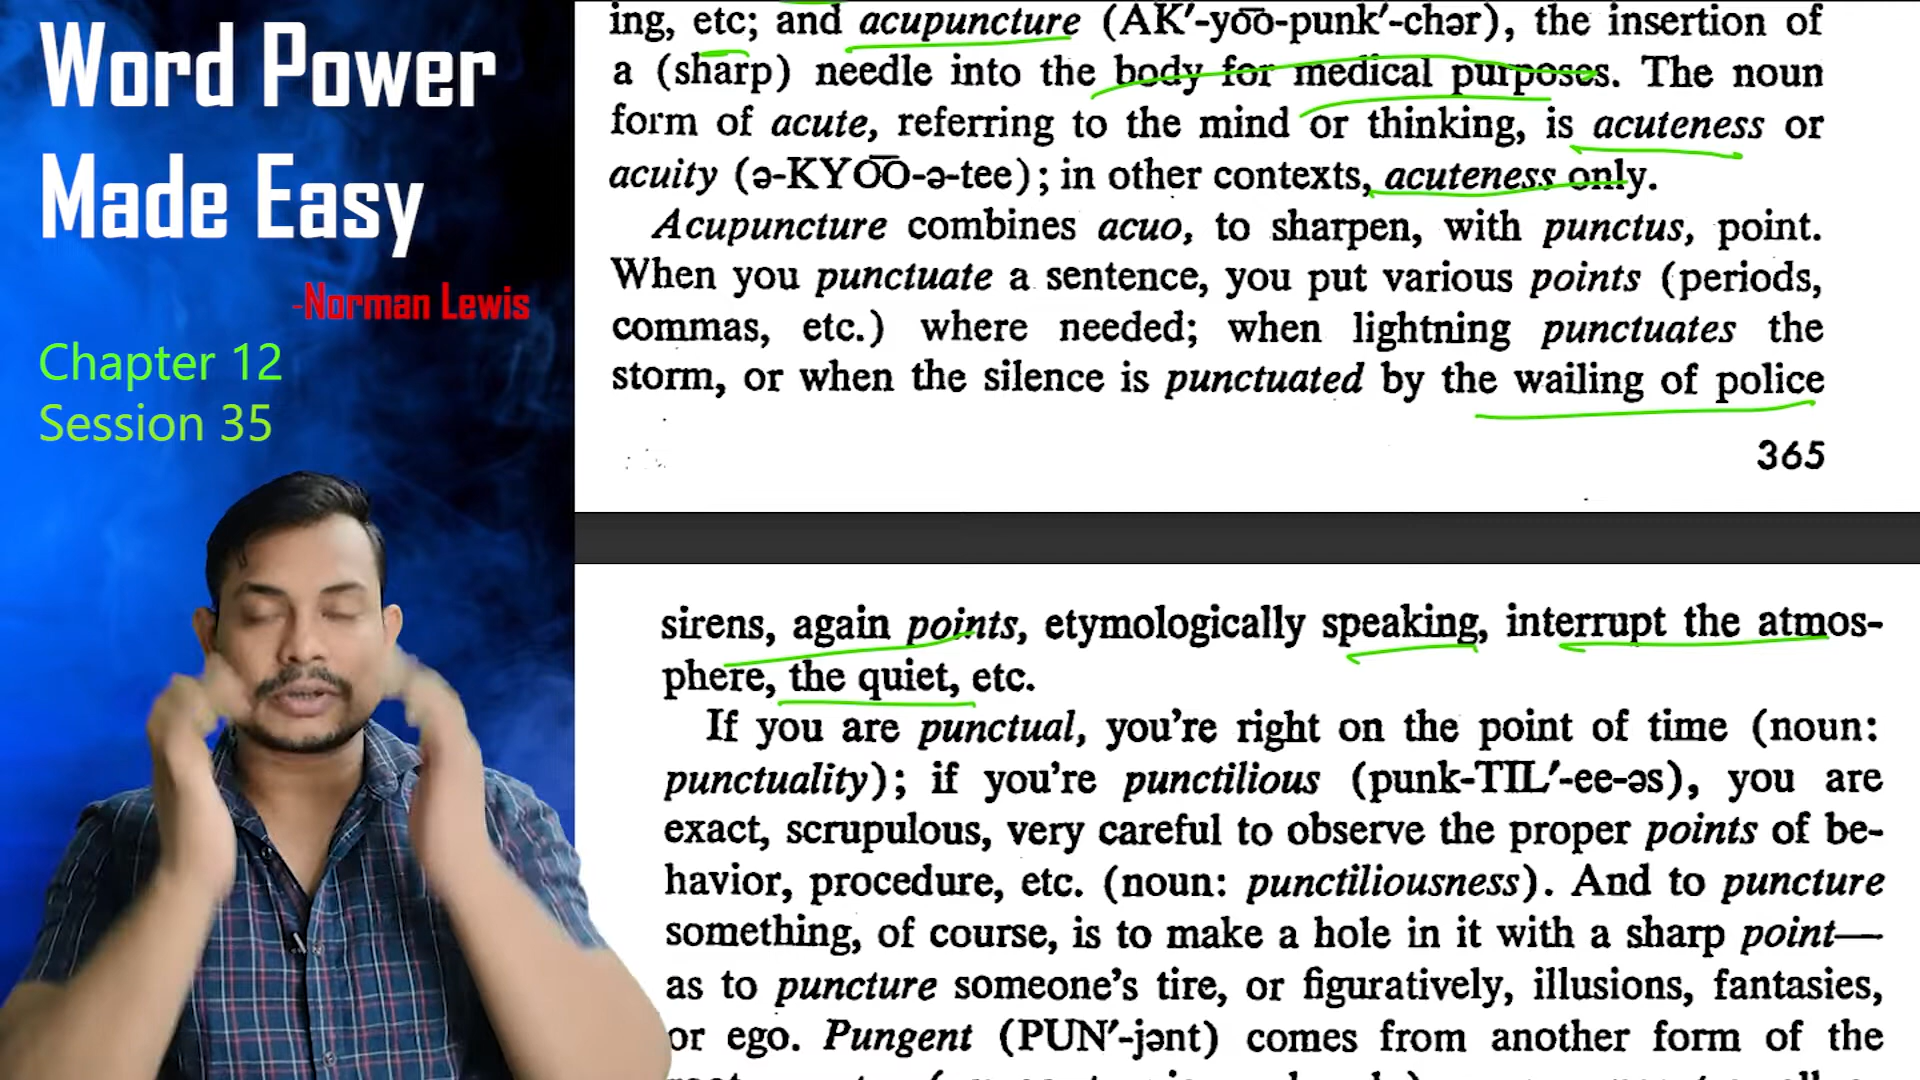 Word Power
Made Easy
-Norman Lewis
Chapter 12
Session 35
ing, etc; and acupuncture (AK′-yo͞o-punk′-chər), the insertion of
a (sharp) needle into the body for medical purposes. The noun
form of acute, referring to the mind or thinking, is acuteness or
acuity (ə-KYO͞O-ə-tee); in other contexts, acuteness only.
Acupuncture combines acuo, to sharpen, with punctus, point.
When you punctuate a sentence, you put various points (periods,
commas, etc.) where needed; when lightning punctuates the
storm, or when the silence is punctuated by the wailing of police
365
sirens, again points, etymologically speaking, interrupt the atmos-
phere, the quiet, etc.
If you are punctual, you're right on the point of time (noun:
punctuality); if you're punctilious (punk-TIL′-ee-əs), you are
exact, scrupulous, very careful to observe the proper points of be-
havior, procedure, etc. (noun: punctiliousness). And to puncture
something, of course, is to make a hole in it with a sharp point—
as to puncture someone's tire, or figuratively, illusions, fantasies,
or ego. Pungent (PUN′-jənt) comes from another form of the